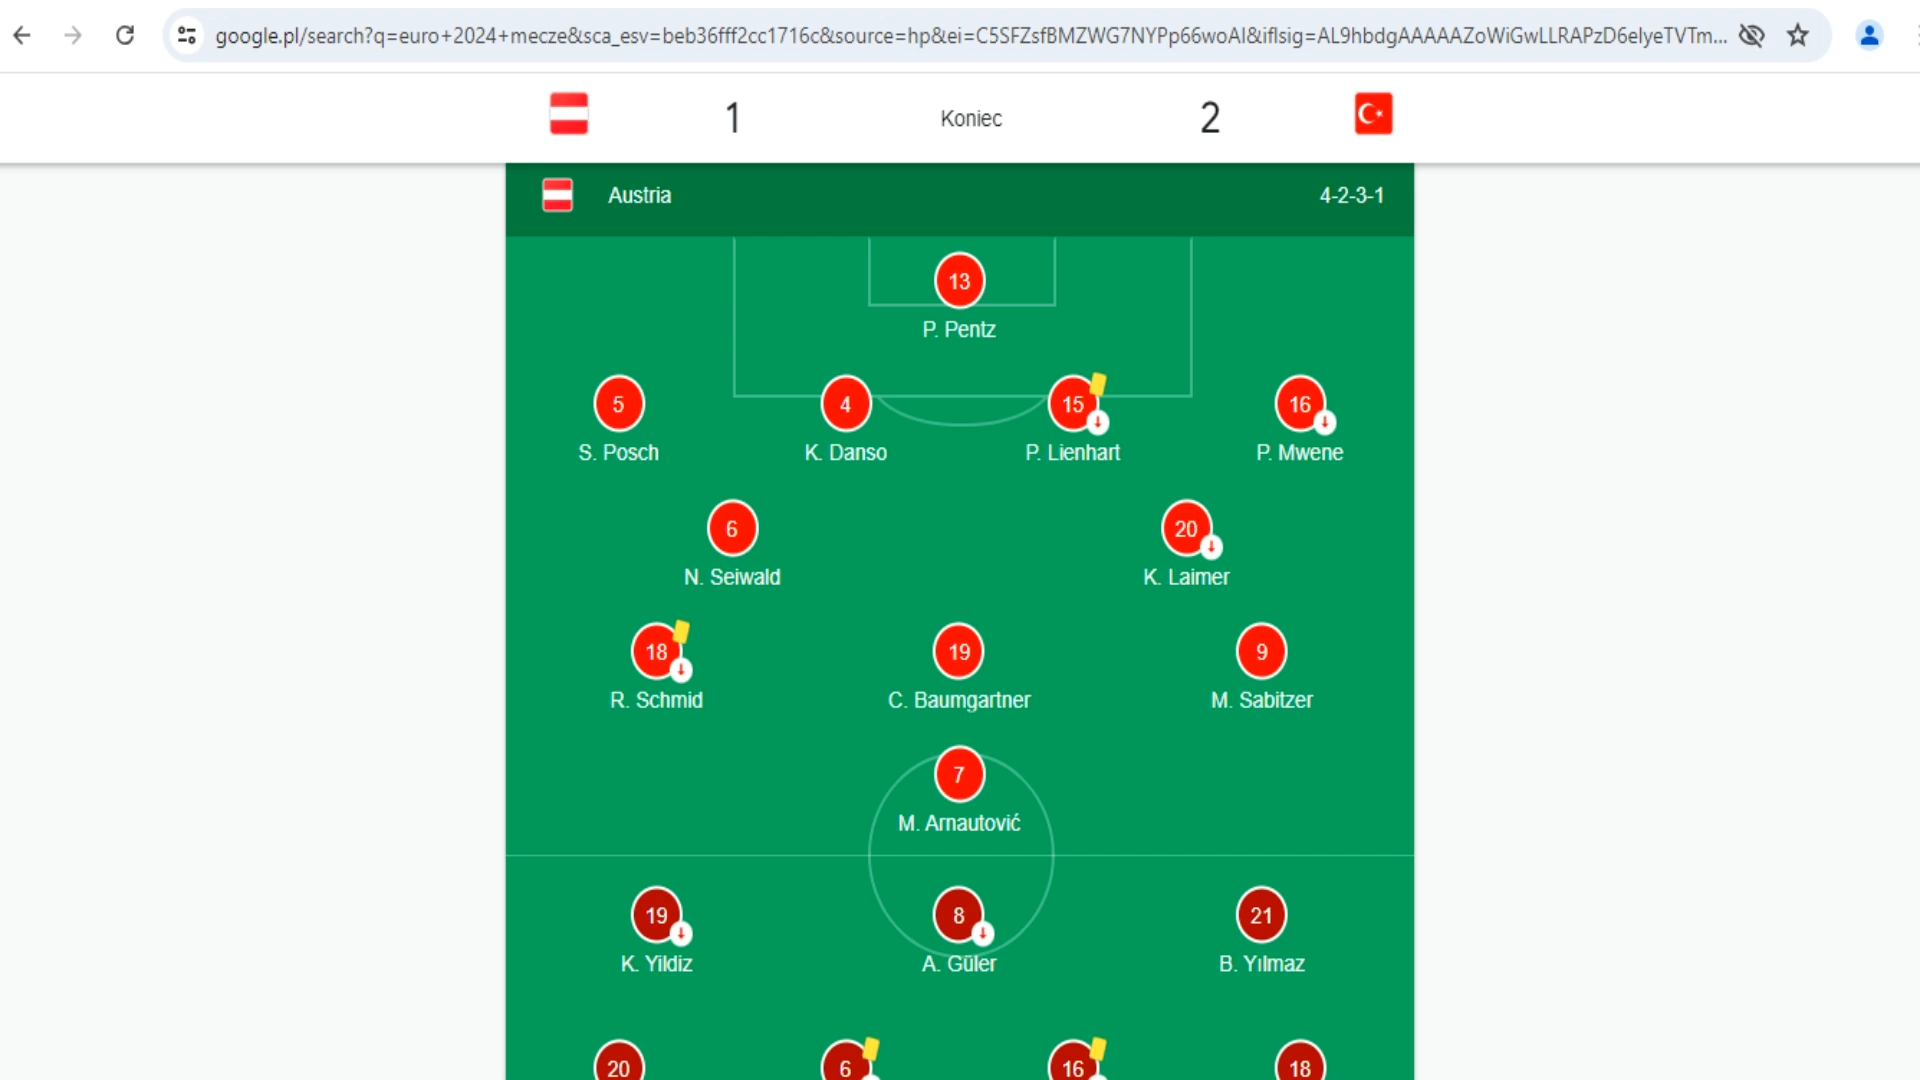 google.pl/search?q=euro+2024+mecze&sca_esv=beb36fff2cc1716c&source=hp&ei=C5SFZsfBMZWG7NYPp66woAI&iflsig=AL9hbdgAAAAAZoWiGwLLRAPzD6elyeTVTm...
1 Koniec 2
Austria 4-2-3-1
13
P. Pentz
5 4 15 16
S. Posch K. Danso P. Lienhart P. Mwene
6 20
N. Seiwald K. Laimer
18 19 9
R. Schmid C. Baumgartner M. Sabitzer
7
M. Arnautović
19 8 21
K. Yildiz A. Güler B. Yılmaz
20 6 16 18